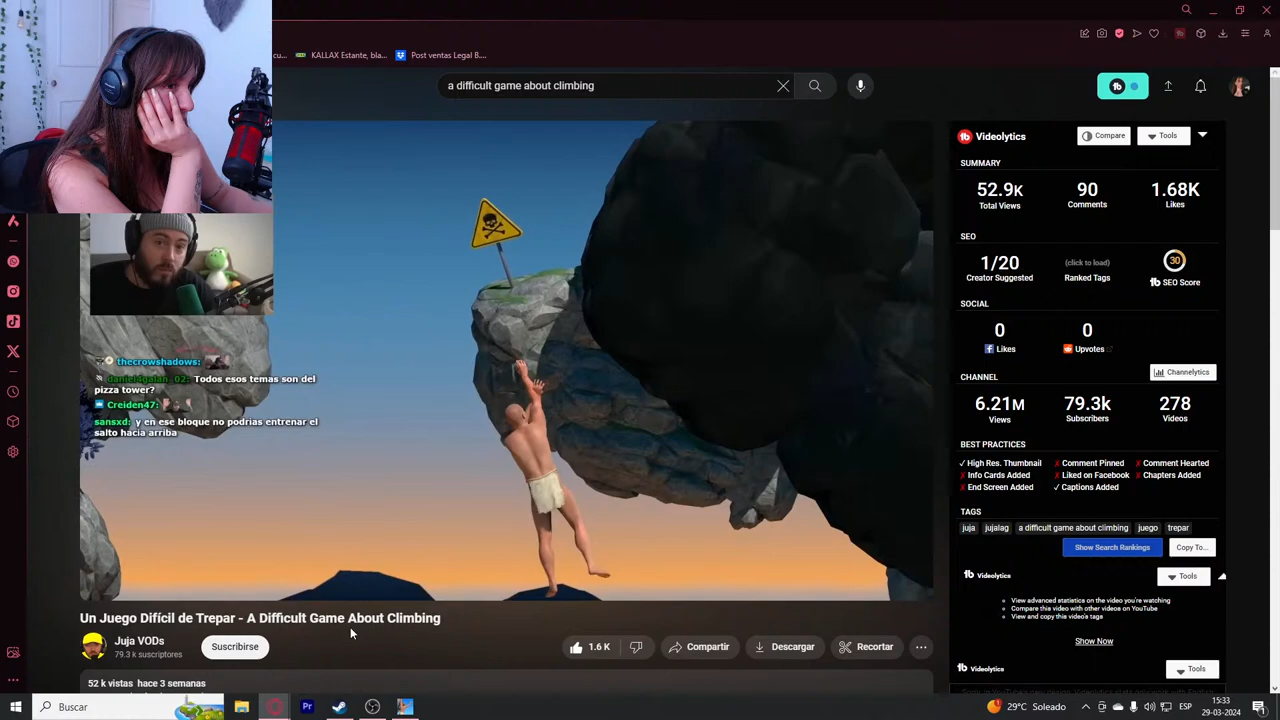 cu...
KALLAX Estante, bla...
Post ventas Legal B...
a difficult game about climbing
thecrowshadows:
daniel4galan_02: Todos esos temas son del
pizza tower?
Creiden47:
sansxd: y en ese bloque no podrias entrenar el
salto hacia arriba
Un Juego Difícil de Trepar - A Difficult Game About Climbing
Juja VODs
79.3 k suscriptores
Suscribirse
1.6 K
Compartir
Descargar
Recortar
52 k vistas hace 3 semanas
Videolytics
Compare
Tools
SUMMARY
52.9K
90
1.68K
Total Views
Comments
Likes
SEO
1/20
(click to load)
30
Creator Suggested
Ranked Tags
SEO Score
SOCIAL
0
0
Likes
Upvotes
CHANNEL
Channelytics
6.21M
79.3k
278
Views
Subscribers
Videos
BEST PRACTICES
High Res. Thumbnail
Comment Pinned
Comment Hearted
Info Cards Added
Liked on Facebook
Chapters Added
End Screen Added
Captions Added
TAGS
juja
jujalag
a difficult game about climbing
juego
trepar
Show Search Rankings
Copy To...
Videolytics
Tools
View advanced statistics on the video you're watching
Compare this video with other videos on YouTube
View and copy this video's tags
Show Now
Videolytics
Tools
Buscar
29°C Soleado
ESP
15:33
29-03-2024